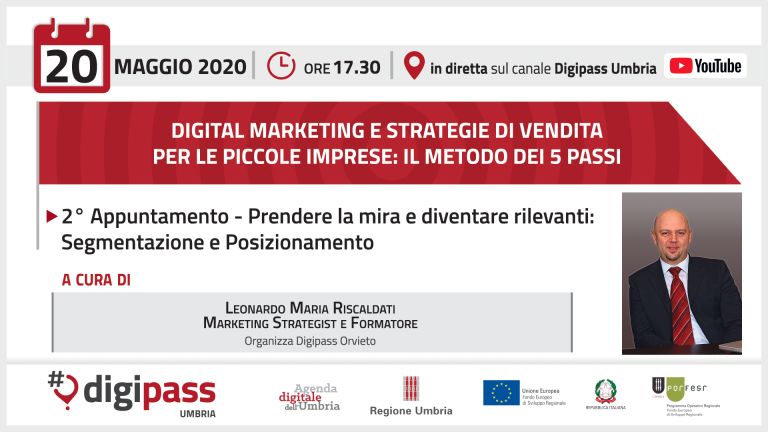 20 MAGGIO 2020 ORE 17.30 in diretta sul canale Digipass Umbria YouTube
DIGITAL MARKETING E STRATEGIE DI VENDITA
PER LE PICCOLE IMPRESE: IL METODO DEI 5 PASSI
2° Appuntamento - Prendere la mira e diventare rilevanti:
Segmentazione e Posizionamento
A CURA DI
LEONARDO MARIA RISCALDATI
MARKETING STRATEGIST E FORMATORE
Organizza Digipass Orvieto
# digipass
UMBRIA
Agenda
digitale
dell'Umbria
Regione Umbria
Unione Europea
Fondo Europeo
di Sviluppo Regionale
REPUBBLICA ITALIANA
POR FESR
Programma Operativo Regionale
Fondo Europeo
di Sviluppo Regionale